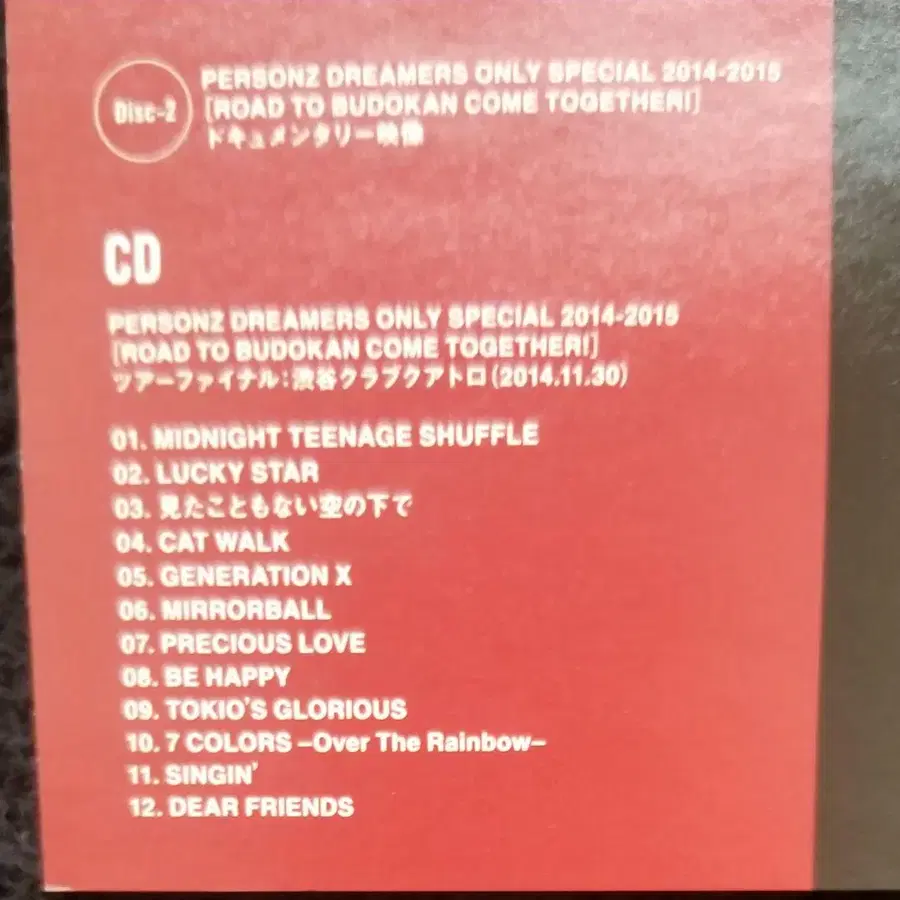 Disc-2
PERSONZ DREAMERS ONLY SPECIAL 2014-2015
[ROAD TO BUDOKAN COME TOGETHER!]
ドキュメンタリー映像
CD
PERSONZ DREAMERS ONLY SPECIAL 2014-2015
[ROAD TO BUDOKAN COME TOGETHER!]
ツアーファイナル:渋谷クラブクアトロ(2014.11.30)
01. MIDNIGHT TEENAGE SHUFFLE
02. LUCKY STAR
03. 見たこともない空の下で
04. CAT WALK
05. GENERATION X
06. MIRRORBALL
07. PRECIOUS LOVE
08. BE HAPPY
09. TOKIO'S GLORIOUS
10. 7 COLORS –Over The Rainbow–
11. SINGIN'
12. DEAR FRIENDS